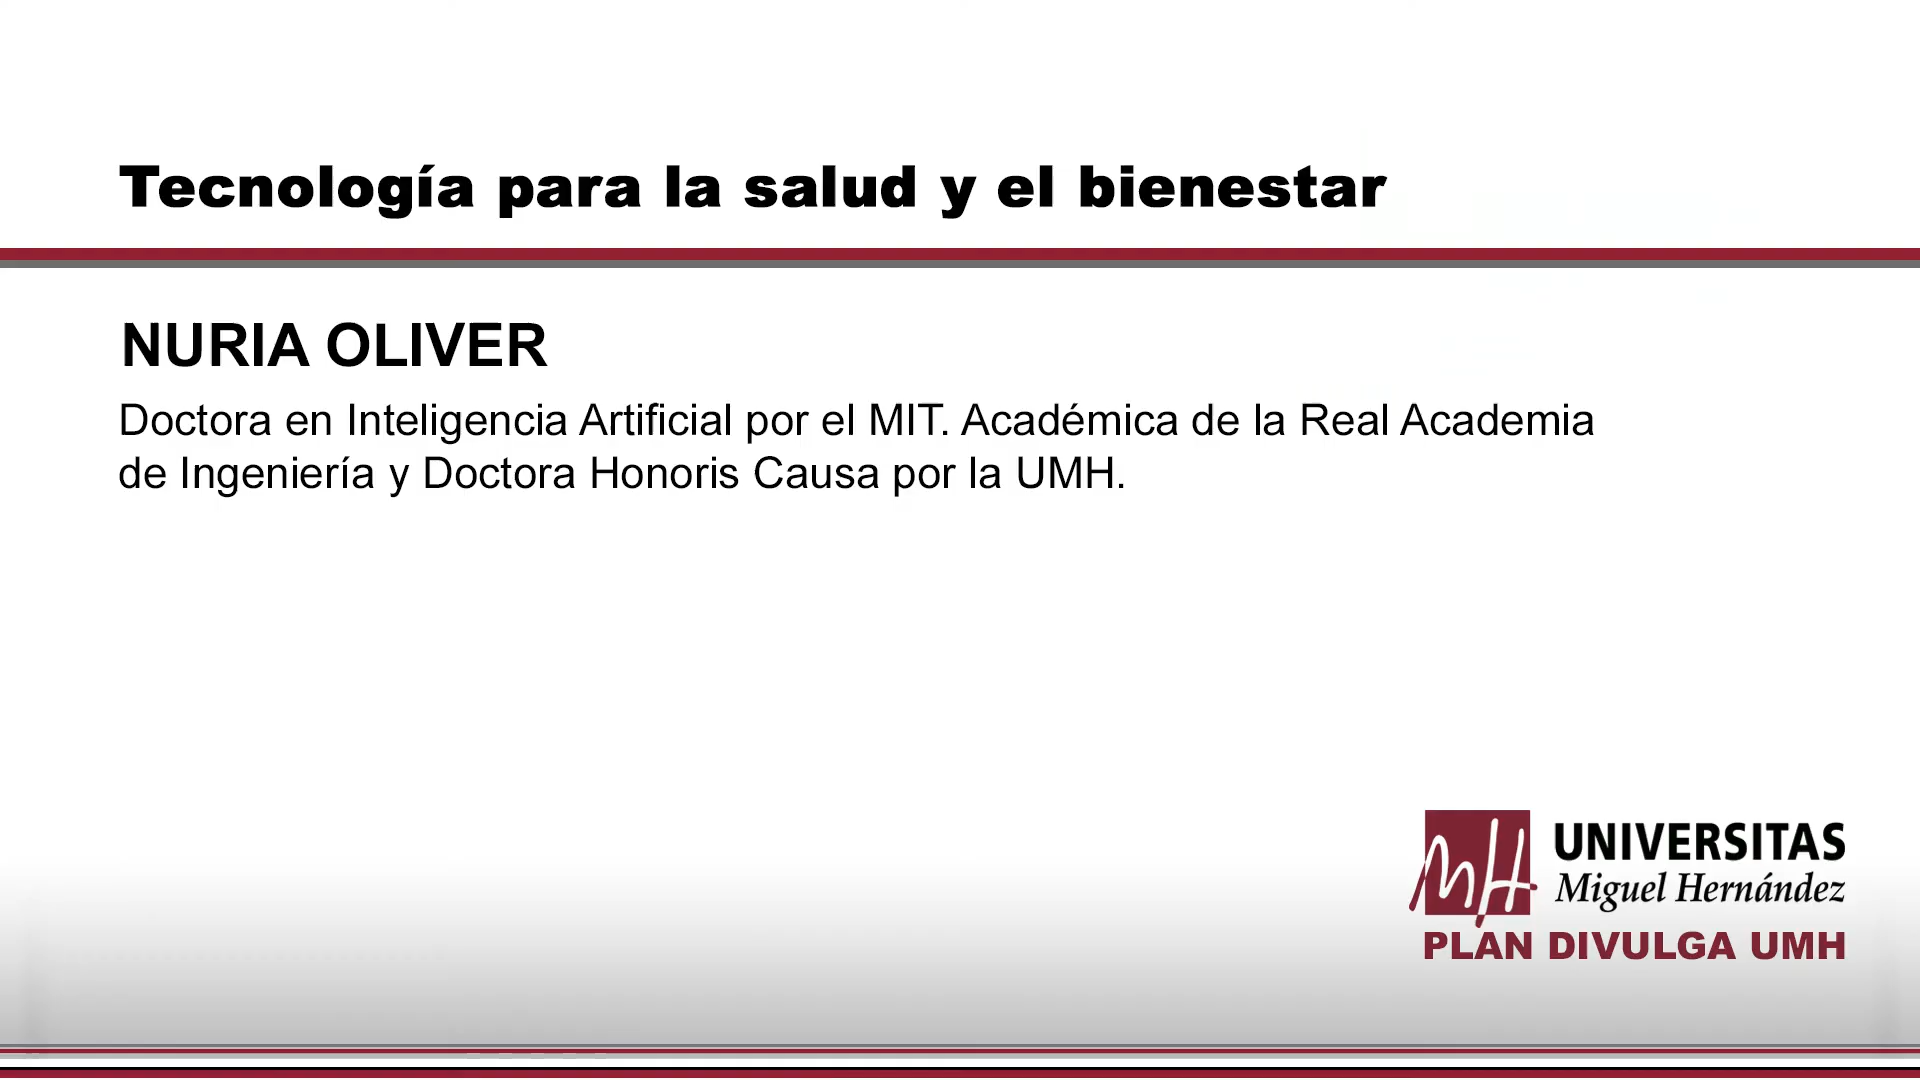 Tecnología para la salud y el bienestar
NURIA OLIVER
Doctora en Inteligencia Artificial por el MIT. Académica de la Real Academia
de Ingeniería y Doctora Honoris Causa por la UMH.
mH
UNIVERSITAS
Miguel Hernández
PLAN DIVULGA UMH